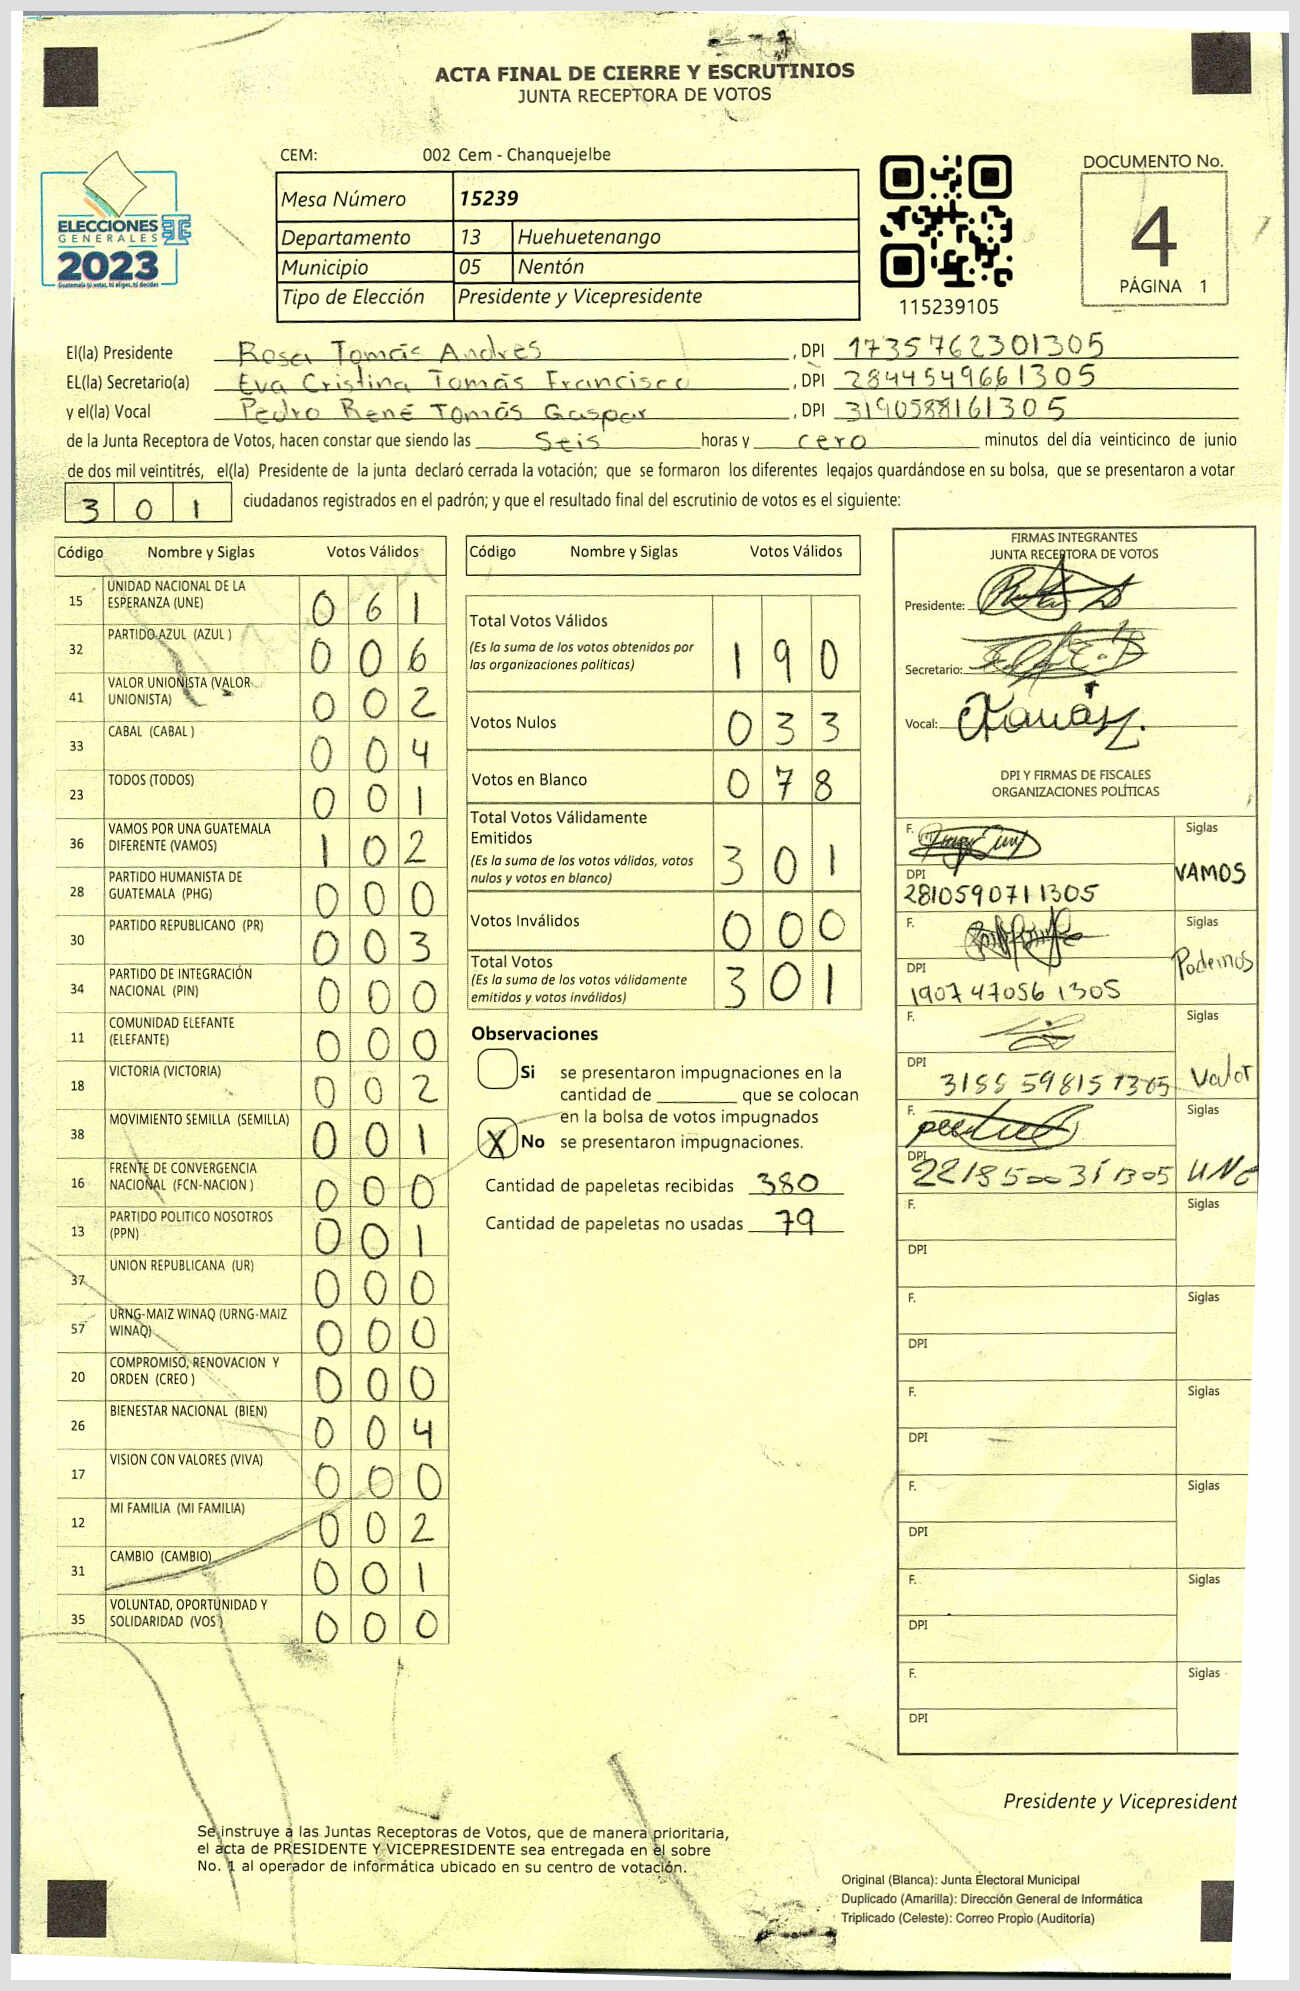 ACTA FINAL DE CIERRE Y ESCRUTINIOS
JUNTA RECEPTORA DE VOTOS
CEM: 002 Cem - Chanquejelbe
ELECCIONES
GENERALES
2023
Guatemala tú votas, tú eliges, tú decides
Mesa Número 15239
Departamento 13 Huehuetenango
Municipio 05 Nentón
Tipo de Elección Presidente y Vicepresidente
115239105
DOCUMENTO No.
4
PÁGINA 1
El(la) Presidente Rosa Tomás Andrés , DPI 1735762301305
EL(la) Secretario(a) Eva Cristina Tomás Francisco , DPI 2844549661305
y el(la) Vocal Pedro René Tomás Gaspar , DPI 3190588161305
de la Junta Receptora de Votos, hacen constar que siendo las Seis horas y cero minutos del día veinticinco de junio
de dos mil veintitrés, el(la) Presidente de la junta declaró cerrada la votación; que se formaron los diferentes legajos guardándose en su bolsa, que se presentaron a votar
3 0 1 ciudadanos registrados en el padrón; y que el resultado final del escrutinio de votos es el siguiente:
Código Nombre y Siglas Votos Válidos
15 UNIDAD NACIONAL DE LA ESPERANZA (UNE) 0 6 1
32 PARTIDO AZUL (AZUL ) 0 0 6
41 VALOR UNIONISTA (VALOR UNIONISTA) 0 0 2
33 CABAL (CABAL ) 0 0 4
23 TODOS (TODOS) 0 0 1
36 VAMOS POR UNA GUATEMALA DIFERENTE (VAMOS) 1 0 2
28 PARTIDO HUMANISTA DE GUATEMALA (PHG) 0 0 0
30 PARTIDO REPUBLICANO (PR) 0 0 3
34 PARTIDO DE INTEGRACIÓN NACIONAL (PIN) 0 0 0
11 COMUNIDAD ELEFANTE (ELEFANTE) 0 0 0
18 VICTORIA (VICTORIA) 0 0 2
38 MOVIMIENTO SEMILLA (SEMILLA) 0 0 1
16 FRENTE DE CONVERGENCIA NACIONAL (FCN-NACION ) 0 0 0
13 PARTIDO POLITICO NOSOTROS (PPN) 0 0 1
37 UNION REPUBLICANA (UR) 0 0 0
57 URNG-MAIZ WINAQ (URNG-MAIZ WINAQ) 0 0 0
20 COMPROMISO, RENOVACION Y ORDEN (CREO ) 0 0 0
26 BIENESTAR NACIONAL (BIEN) 0 0 4
17 VISION CON VALORES (VIVA) 0 0 0
12 MI FAMILIA (MI FAMILIA) 0 0 2
31 CAMBIO (CAMBIO) 0 0 1
35 VOLUNTAD, OPORTUNIDAD Y SOLIDARIDAD (VOS ) 0 0 0
Código Nombre y Siglas Votos Válidos
Total Votos Válidos 1 9 0
(Es la suma de los votos obtenidos por
las organizaciones políticas)
Votos Nulos 0 3 3
Votos en Blanco 0 7 8
Total Votos Válidamente
Emitidos 3 0 1
(Es la suma de los votos válidos, votos
nulos y votos en blanco)
Votos Inválidos 0 0 0
Total Votos 3 0 1
(Es la suma de los votos válidamente
emitidos y votos inválidos)
Observaciones
Si se presentaron impugnaciones en la
cantidad de ________ que se colocan
en la bolsa de votos impugnados
X No se presentaron impugnaciones.
Cantidad de papeletas recibidas 380
Cantidad de papeletas no usadas 79
FIRMAS INTEGRANTES
JUNTA RECEPTORA DE VOTOS
Presidente:
Secretario:
Vocal:
DPI Y FIRMAS DE FISCALES
ORGANIZACIONES POLÍTICAS
F. Siglas
VAMOS
DPI
2810590711305
F. Siglas
Podemos
DPI
1907470561305
F. Siglas
Valor
DPI
3155598151305
F. Siglas
UNE
DPI
2218500311305
F. Siglas
DPI
F. Siglas
DPI
F. Siglas
DPI
F. Siglas
DPI
F. Siglas
DPI
F. Siglas
DPI
Presidente y Vicepresident
Se instruye a las Juntas Receptoras de Votos, que de manera prioritaria,
el acta de PRESIDENTE Y VICEPRESIDENTE sea entregada en el sobre
No. 1 al operador de informática ubicado en su centro de votación.
Original (Blanca): Junta Electoral Municipal
Duplicado (Amarilla): Dirección General de Informática
Triplicado (Celeste): Correo Propio (Auditoría)